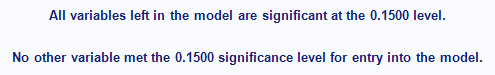 All variables left in the model are significant at the 0.1500 level.
No other variable met the 0.1500 significance level for entry into the model.